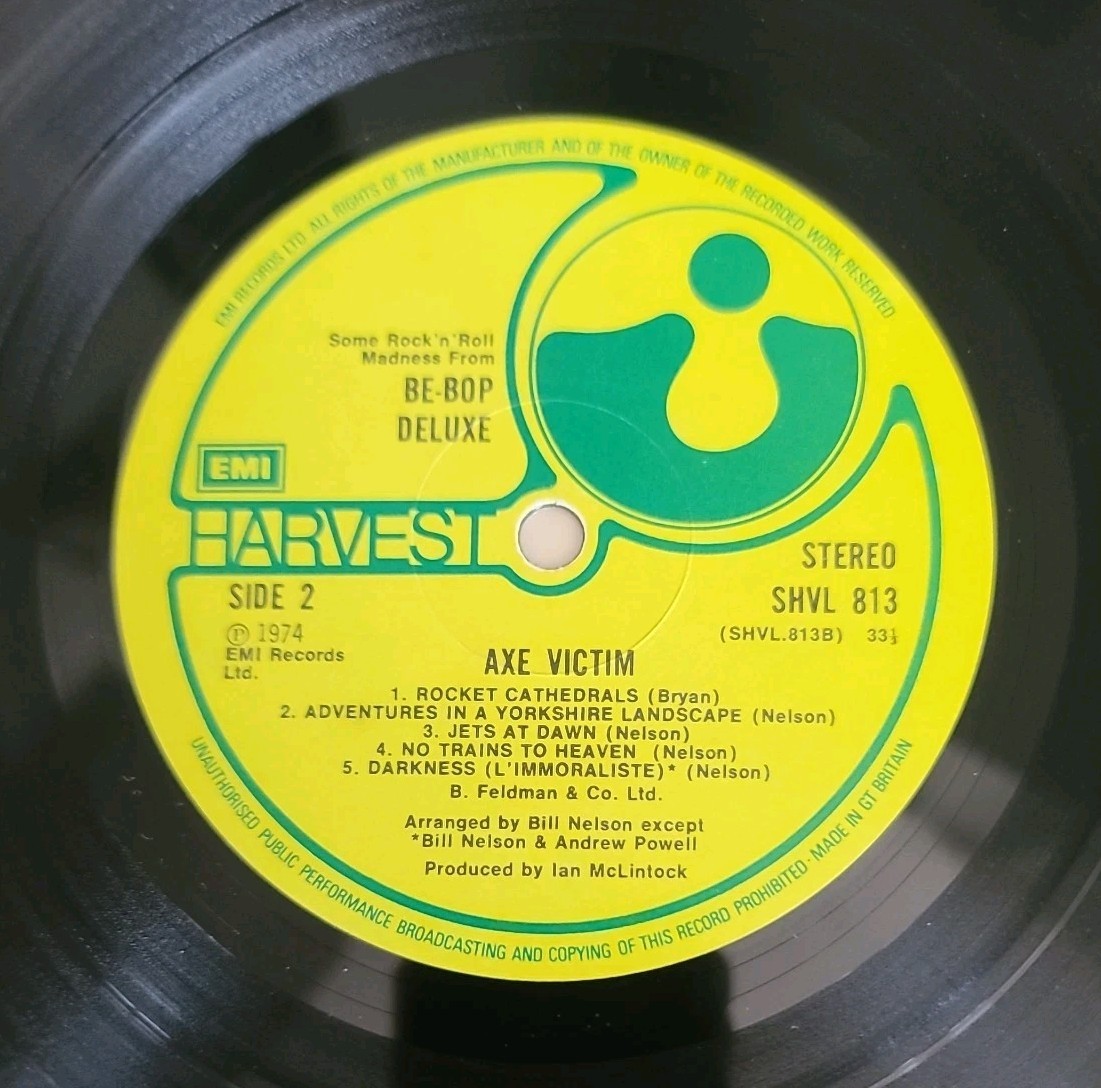 EMI RECORDS LTD. ALL RIGHTS OF THE MANUFACTURER AND OF THE OWNER OF THE RECORDED WORK RESERVED
Some Rock'n'Roll
Madness From
BE-BOP
DELUXE
EMI
HARVEST
SIDE 2
Ⓟ 1974
EMI Records
Ltd.
STEREO
SHVL 813
(SHVL.813B) 33⅓
AXE VICTIM
1. ROCKET CATHEDRALS (Bryan)
2. ADVENTURES IN A YORKSHIRE LANDSCAPE (Nelson)
3. JETS AT DAWN (Nelson)
4. NO TRAINS TO HEAVEN (Nelson)
5. DARKNESS (L'IMMORALISTE)* (Nelson)
B. Feldman & Co. Ltd.
Arranged by Bill Nelson except
*Bill Nelson & Andrew Powell
Produced by Ian McLintock
UNAUTHORISED PUBLIC PERFORMANCE BROADCASTING AND COPYING OF THIS RECORD PROHIBITED · MADE IN GT BRITAIN